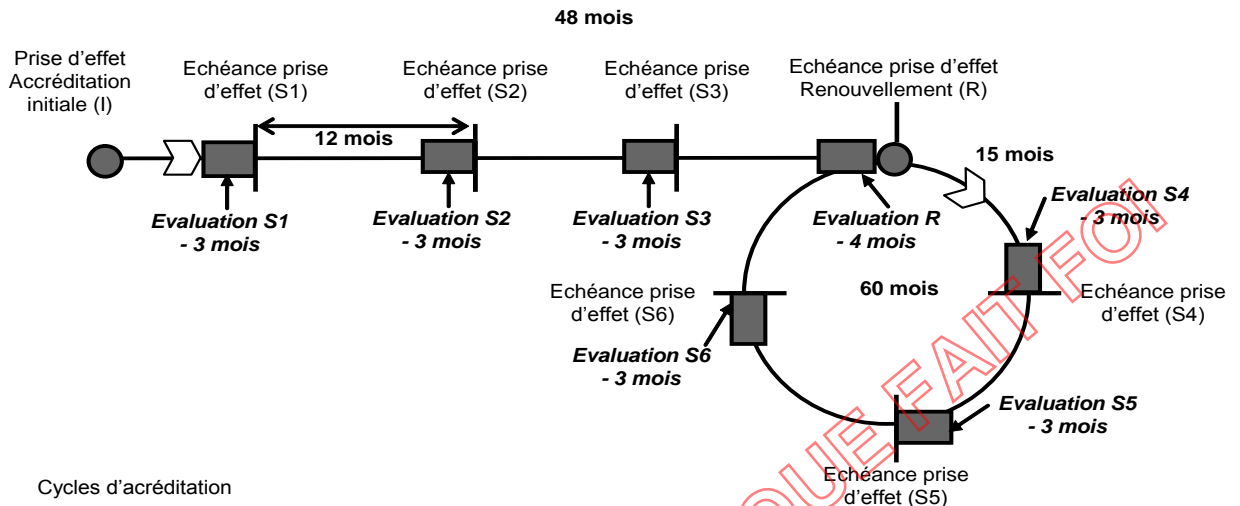 48 mois
Prise d'effet
Accréditation
initiale (I)
Echéance prise
d'effet (S1)
Echéance prise
d'effet (S2)
Echéance prise
d'effet (S3)
Echéance prise d'effet
Renouvellement (R)
12 mois
15 mois
Evaluation S1
- 3 mois
Evaluation S2
- 3 mois
Evaluation S3
- 3 mois
Evaluation R
- 4 mois
Evaluation S4
- 3 mois
60 mois
Echéance prise
d'effet (S6)
Echéance prise
d'effet (S4)
Evaluation S6
- 3 mois
Evaluation S5
- 3 mois
Echéance prise
d'effet (S5)
Cycles d'acréditation
QUE FAIT FOI